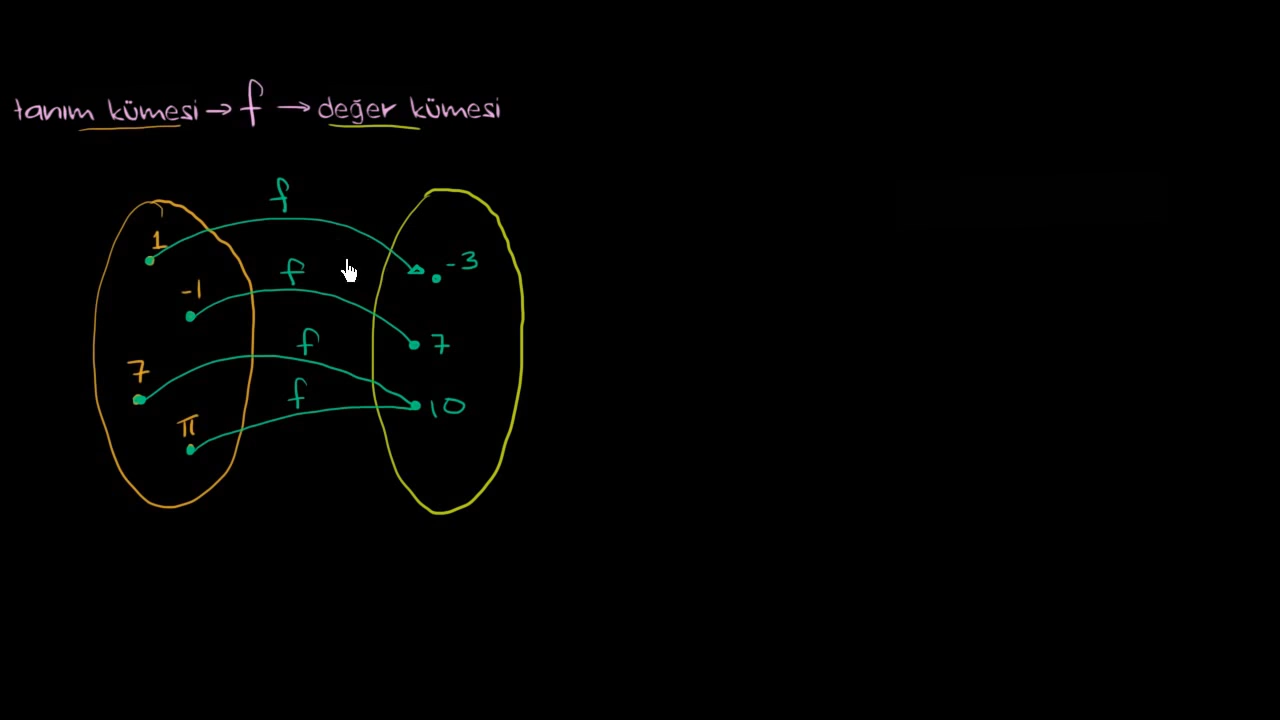 tanım kümesi → f → değer kümesi
f
1
-3
f
-1
7
f
7
f
10
π